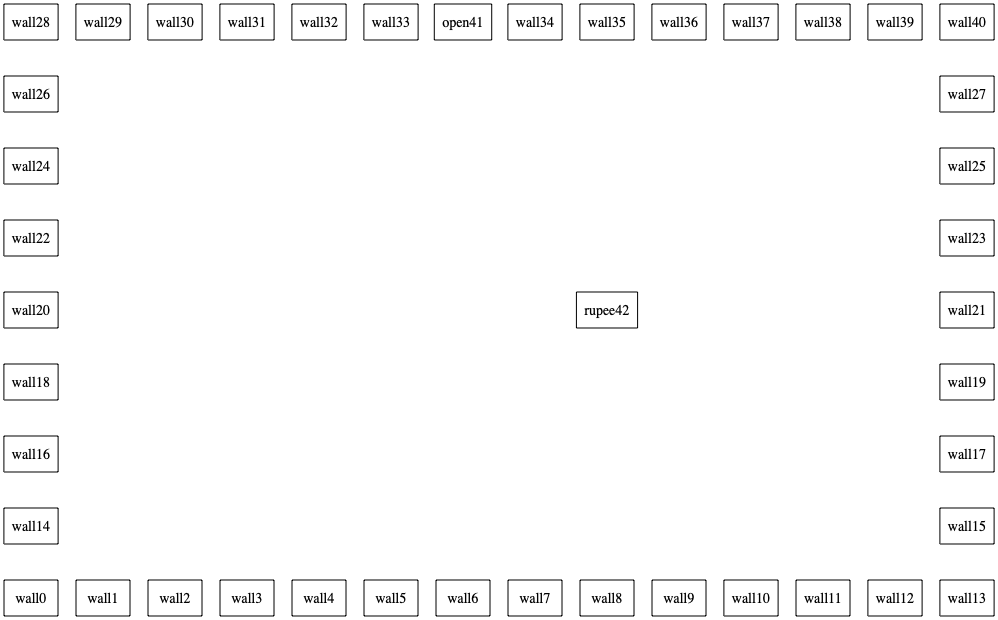 wall28 wall29 wall30 wall31 wall32 wall33 open41 wall34 wall35 wall36 wall37 wall38 wall39 wall40
wall26 wall27
wall24 wall25
wall22 wall23
wall20 rupee42 wall21
wall18 wall19
wall16 wall17
wall14 wall15
wall0 wall1 wall2 wall3 wall4 wall5 wall6 wall7 wall8 wall9 wall10 wall11 wall12 wall13